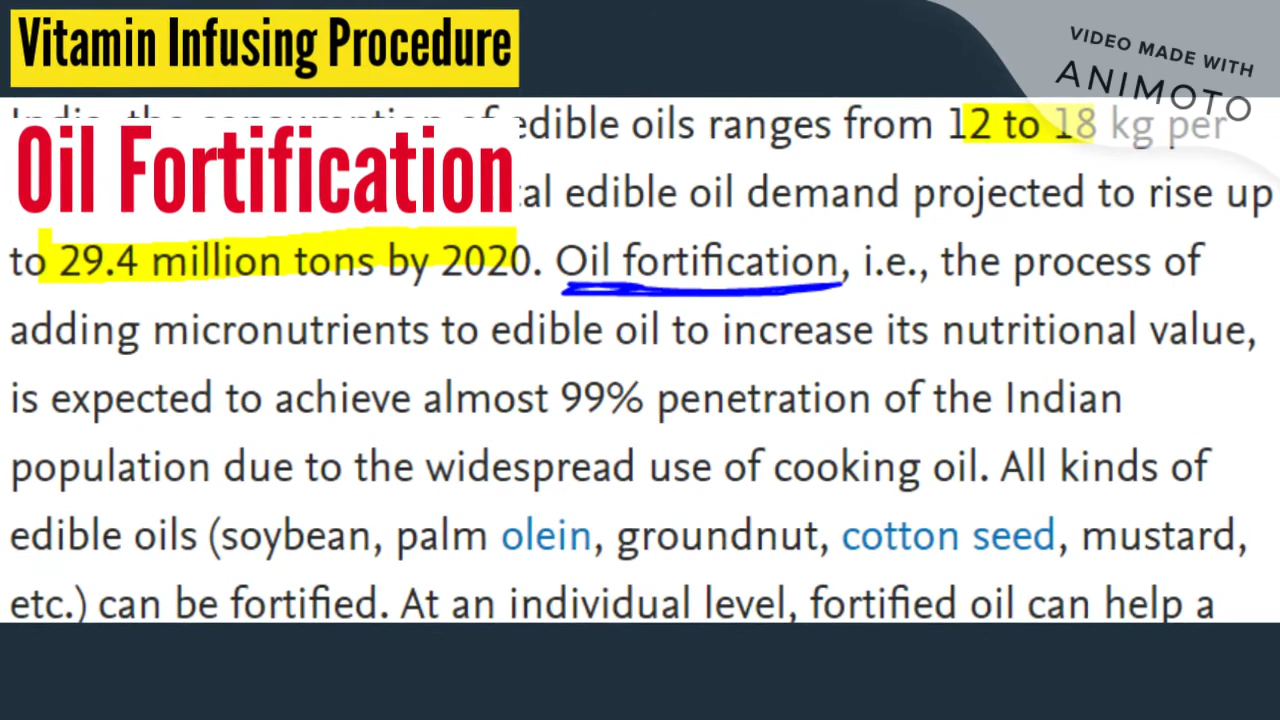 Vitamin Infusing Procedure
VIDEO MADE WITH
ANIMOTO
India, the consumption of edible oils ranges from 12 to 18 kg per
Oil Fortification
al edible oil demand projected to rise up
to 29.4 million tons by 2020. Oil fortification, i.e., the process of
adding micronutrients to edible oil to increase its nutritional value,
is expected to achieve almost 99% penetration of the Indian
population due to the widespread use of cooking oil. All kinds of
edible oils (soybean, palm olein, groundnut, cotton seed, mustard,
etc.) can be fortified. At an individual level, fortified oil can help a